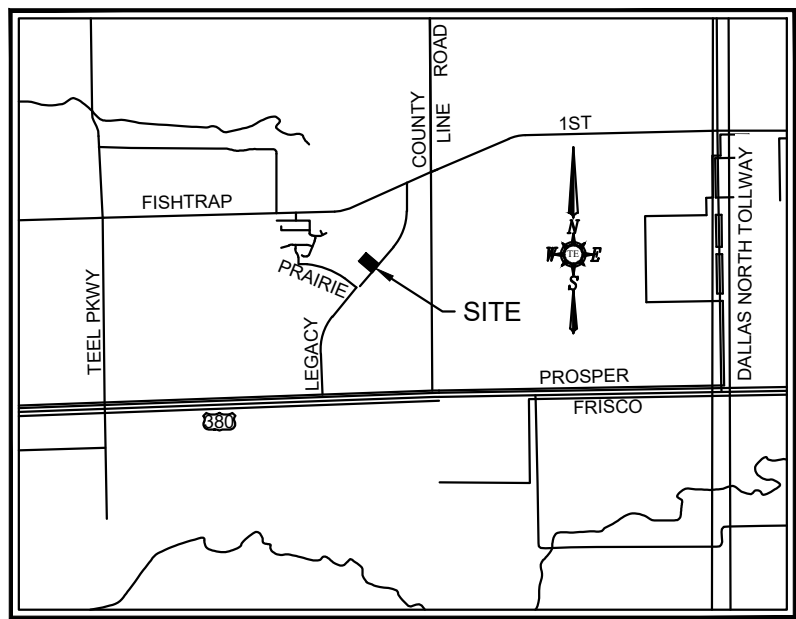 COUNTY
LINE ROAD
1ST
FISHTRAP
N
W TE E
S
PRAIRIE
SITE
TEEL PKWY
LEGACY
DALLAS NORTH TOLLWAY
PROSPER
FRISCO
380